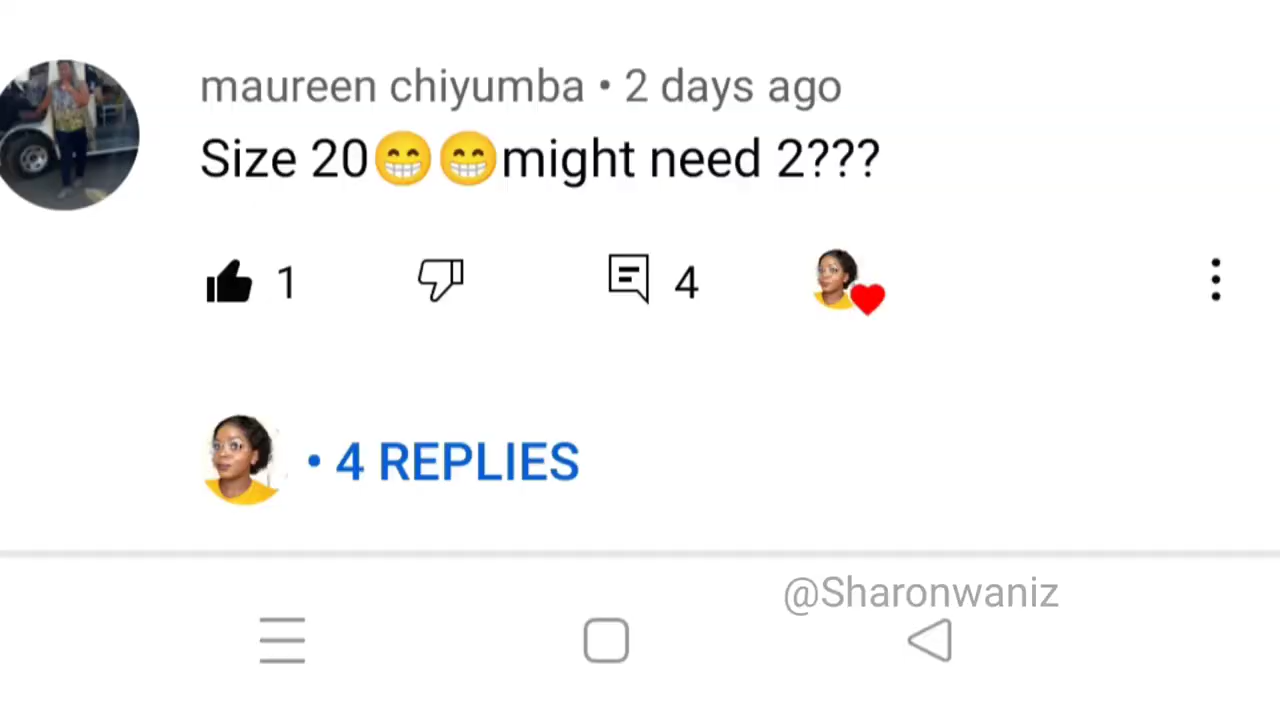 maureen chiyumba • 2 days ago
Size 20😁😁might need 2???
1
4
• 4 REPLIES
@Sharonwaniz